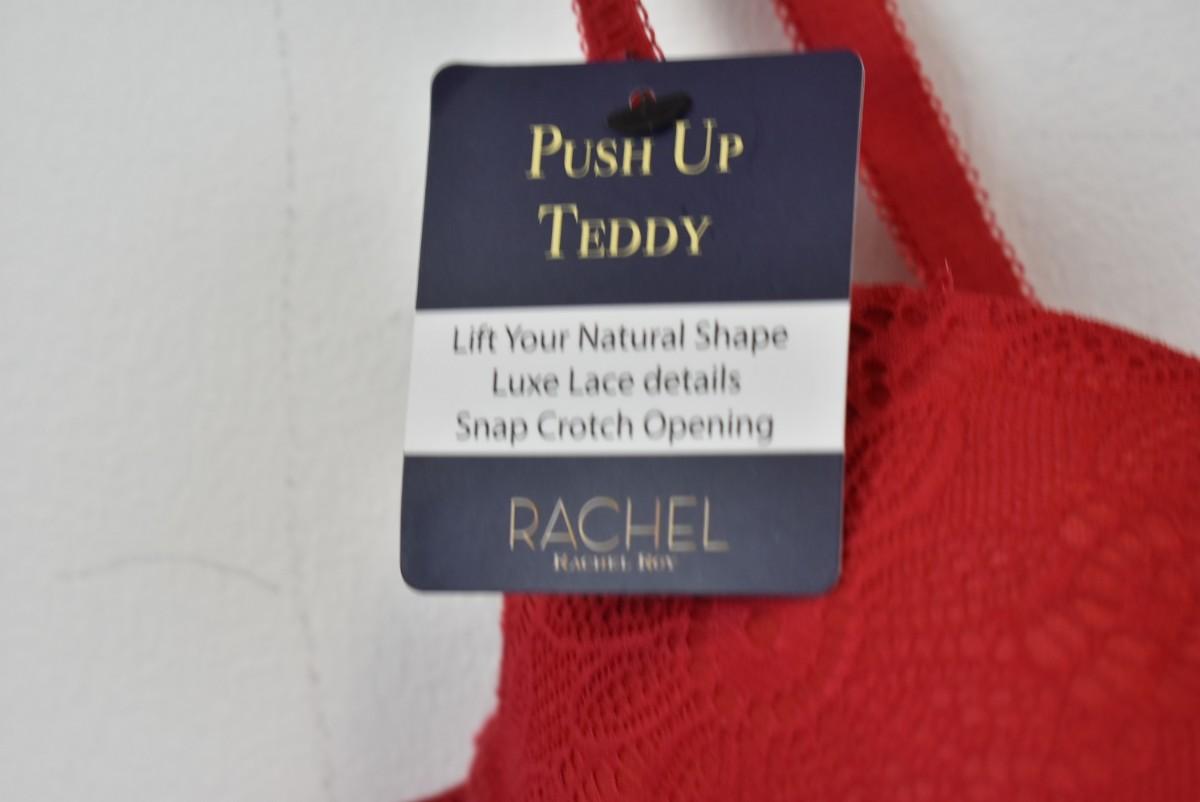 Push Up
Teddy
Lift Your Natural Shape
Luxe Lace details
Snap Crotch Opening
RACHEL
RACHEL ROY